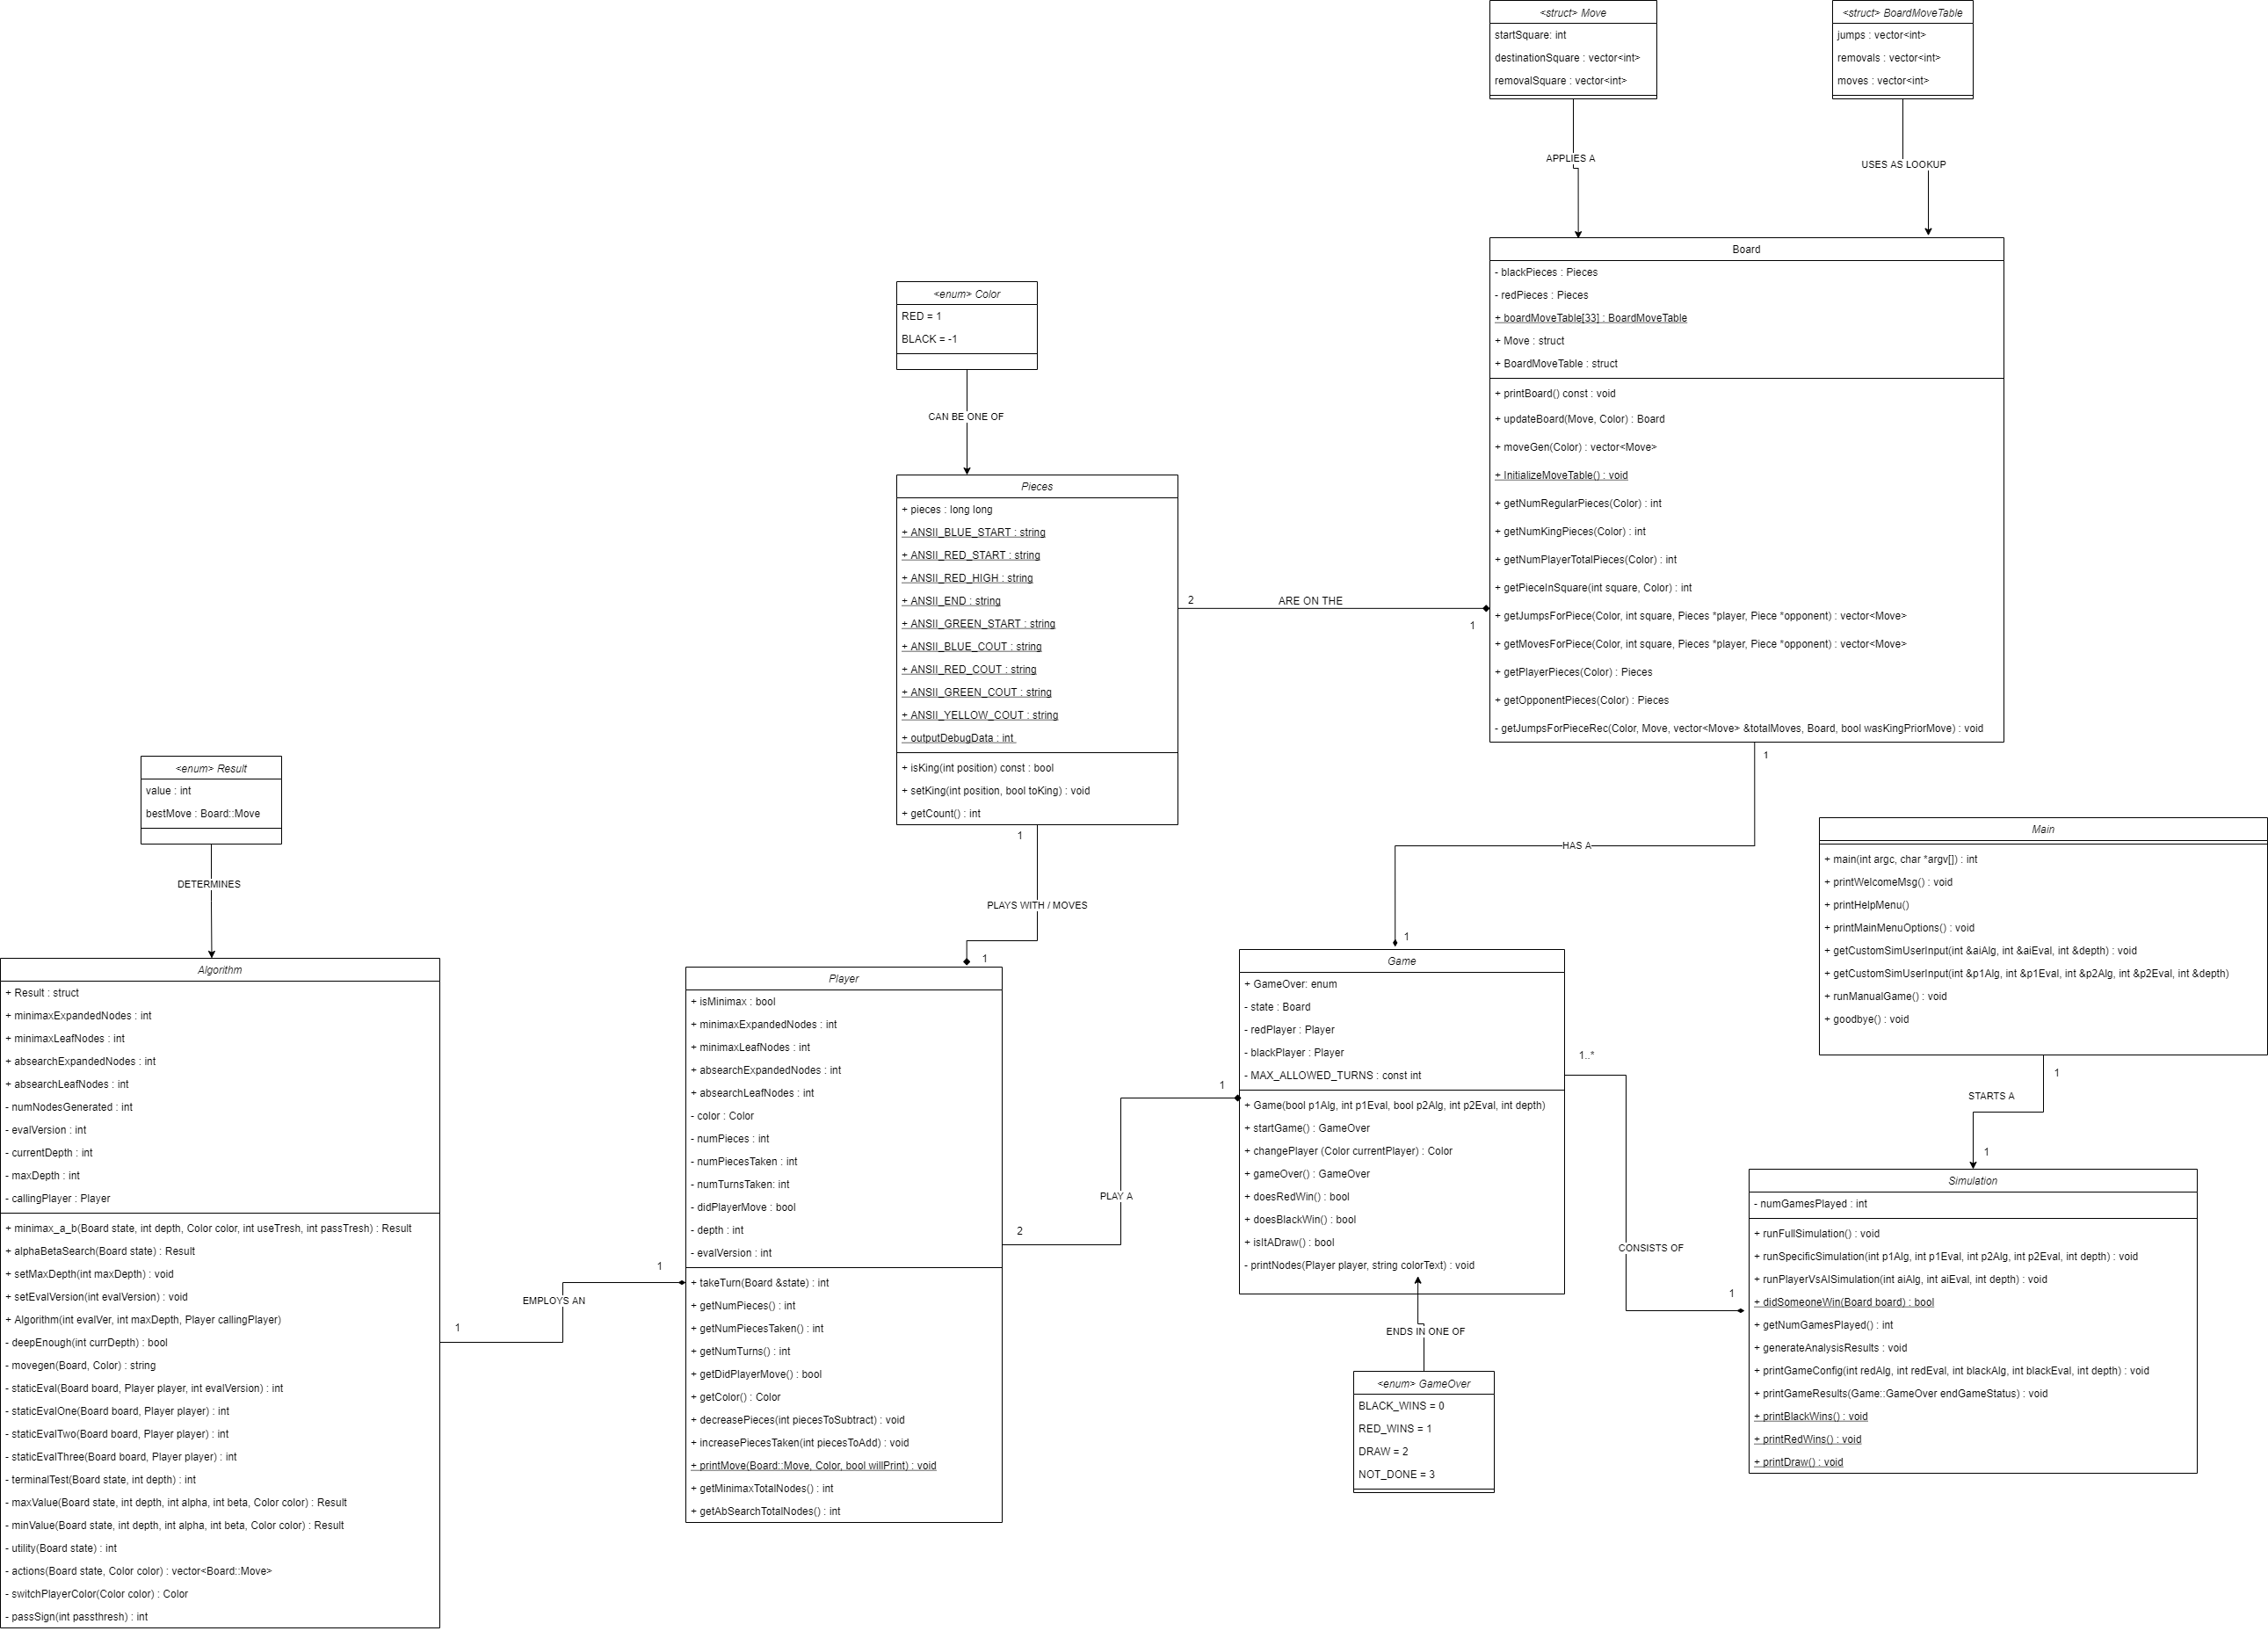 <struct> Move
startSquare: int
destinationSquare : vector<int>
removalSquare : vector<int>
<struct> BoardMoveTable
jumps : vector<int>
removals : vector<int>
moves : vector<int>
APPLIES A
USES AS LOOKUP
Board
- blackPieces : Pieces
- redPieces : Pieces
+ boardMoveTable[33] : BoardMoveTable
+ Move : struct
+ BoardMoveTable : struct
+ printBoard() const : void
+ updateBoard(Move, Color) : Board
+ moveGen(Color) : vector<Move>
+ InitializeMoveTable() : void
+ getNumRegularPieces(Color) : int
+ getNumKingPieces(Color) : int
+ getNumPlayerTotalPieces(Color) : int
+ getPieceInSquare(int square, Color) : int
+ getJumpsForPiece(Color, int square, Pieces *player, Piece *opponent) : vector<Move>
+ getMovesForPiece(Color, int square, Pieces *player, Piece *opponent) : vector<Move>
+ getPlayerPieces(Color) : Pieces
+ getOpponentPieces(Color) : Pieces
- getJumpsForPieceRec(Color, Move, vector<Move> &totalMoves, Board, bool wasKingPriorMove) : void
<enum> Color
RED = 1
BLACK = -1
CAN BE ONE OF
Pieces
+ pieces : long long
+ ANSII_BLUE_START : string
+ ANSII_RED_START : string
+ ANSII_RED_HIGH : string
+ ANSII_END : string
+ ANSII_GREEN_START : string
+ ANSII_BLUE_COUT : string
+ ANSII_RED_COUT : string
+ ANSII_GREEN_COUT : string
+ ANSII_YELLOW_COUT : string
+ outputDebugData : int
+ isKing(int position) const : bool
+ setKing(int position, bool toKing) : void
+ getCount() : int
2
ARE ON THE
1
1
HAS A
1
1
PLAYS WITH / MOVES
1
<enum> Result
value : int
bestMove : Board::Move
DETERMINES
Algorithm
+ Result : struct
+ minimaxExpandedNodes : int
+ minimaxLeafNodes : int
+ absearchExpandedNodes : int
+ absearchLeafNodes : int
- numNodesGenerated : int
- evalVersion : int
- currentDepth : int
- maxDepth : int
- callingPlayer : Player
+ minimax_a_b(Board state, int depth, Color color, int useTresh, int passTresh) : Result
+ alphaBetaSearch(Board state) : Result
+ setMaxDepth(int maxDepth) : void
+ setEvalVersion(int evalVersion) : void
+ Algorithm(int evalVer, int maxDepth, Player callingPlayer)
- deepEnough(int currDepth) : bool
- movegen(Board, Color) : string
- staticEval(Board board, Player player, int evalVersion) : int
- staticEvalOne(Board board, Player player) : int
- staticEvalTwo(Board board, Player player) : int
- staticEvalThree(Board board, Player player) : int
- terminalTest(Board state, int depth) : int
- maxValue(Board state, int depth, int alpha, int beta, Color color) : Result
- minValue(Board state, int depth, int alpha, int beta, Color color) : Result
- utility(Board state) : int
- actions(Board state, Color color) : vector<Board::Move>
- switchPlayerColor(Color color) : Color
- passSign(int passthresh) : int
1
EMPLOYS AN
1
Player
+ isMinimax : bool
+ minimaxExpandedNodes : int
+ minimaxLeafNodes : int
+ absearchExpandedNodes : int
+ absearchLeafNodes : int
- color : Color
- numPieces : int
- numPiecesTaken : int
- numTurnsTaken: int
- didPlayerMove : bool
- depth : int
- evalVersion : int
+ takeTurn(Board &state) : int
+ getNumPieces() : int
+ getNumPiecesTaken() : int
+ getNumTurns() : int
+ getDidPlayerMove() : bool
+ getColor() : Color
+ decreasePieces(int piecesToSubtract) : void
+ increasePiecesTaken(int piecesToAdd) : void
+ printMove(Board::Move, Color, bool willPrint) : void
+ getMinimaxTotalNodes() : int
+ getAbSearchTotalNodes() : int
2
PLAY A
1
Game
+ GameOver: enum
- state : Board
- redPlayer : Player
- blackPlayer : Player
- MAX_ALLOWED_TURNS : const int
+ Game(bool p1Alg, int p1Eval, bool p2Alg, int p2Eval, int depth)
+ startGame() : GameOver
+ changePlayer (Color currentPlayer) : Color
+ gameOver() : GameOver
+ doesRedWin() : bool
+ doesBlackWin() : bool
+ isItADraw() : bool
- printNodes(Player player, string colorText) : void
ENDS IN ONE OF
<enum> GameOver
BLACK_WINS = 0
RED_WINS = 1
DRAW = 2
NOT_DONE = 3
1..*
CONSISTS OF
1
Main
+ main(int argc, char *argv[]) : int
+ printWelcomeMsg() : void
+ printHelpMenu()
+ printMainMenuOptions() : void
+ getCustomSimUserInput(int &aiAlg, int &aiEval, int &depth) : void
+ getCustomSimUserInput(int &p1Alg, int &p1Eval, int &p2Alg, int &p2Eval, int &depth)
+ runManualGame() : void
+ goodbye() : void
1
STARTS A
1
Simulation
- numGamesPlayed : int
+ runFullSimulation() : void
+ runSpecificSimulation(int p1Alg, int p1Eval, int p2Alg, int p2Eval, int depth) : void
+ runPlayerVsAISimulation(int aiAlg, int aiEval, int depth) : void
+ didSomeoneWin(Board board) : bool
+ getNumGamesPlayed() : int
+ generateAnalysisResults : void
+ printGameConfig(int redAlg, int redEval, int blackAlg, int blackEval, int depth) : void
+ printGameResults(Game::GameOver endGameStatus) : void
+ printBlackWins() : void
+ printRedWins() : void
+ printDraw() : void